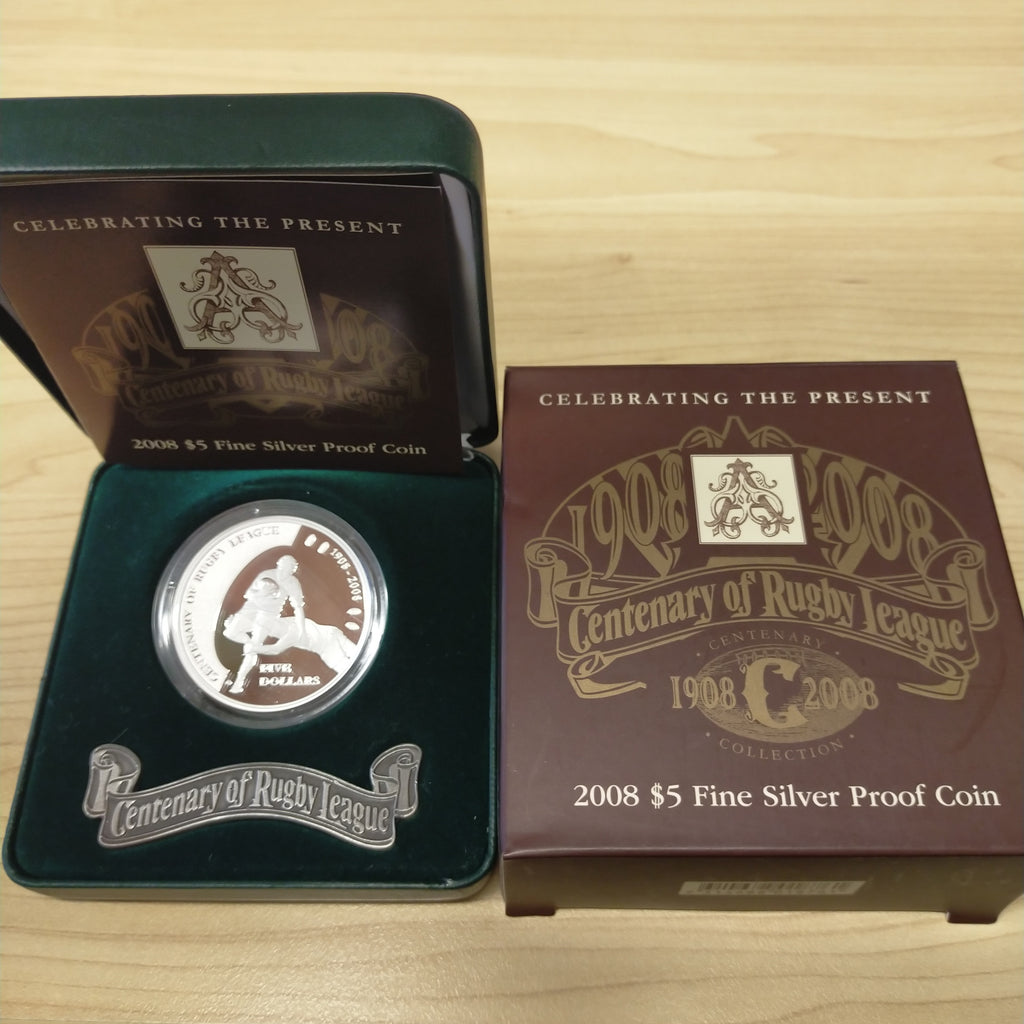 CELEBRATING THE PRESENT
1908
Centenary of Rugby League
2008 $5 Fine Silver Proof Coin
CENTENARY OF RUGBY LEAGUE
1908-2008
FIVE
DOLLARS
Centenary of Rugby League
CELEBRATING THE PRESENT
1908 2008
Centenary of Rugby League
CENTENARY
1908 C 2008
COLLECTION
2008 $5 Fine Silver Proof Coin